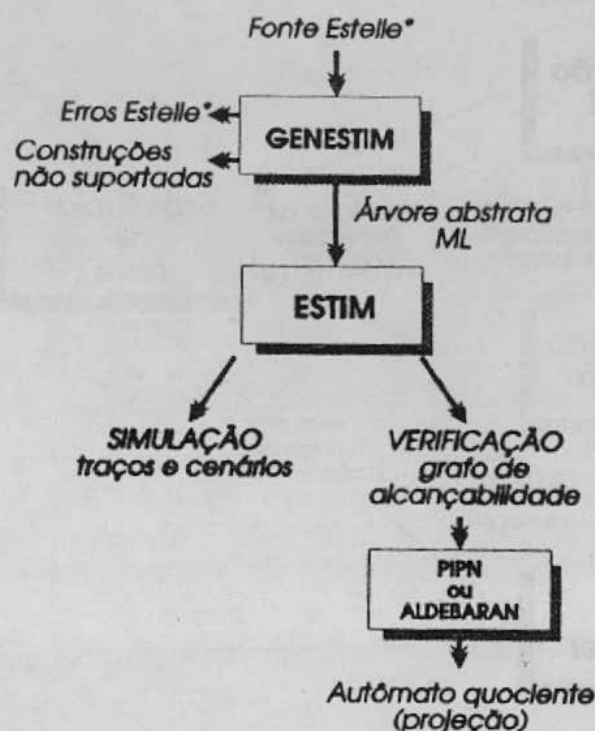 Fonte Estelle*
Erros Estelle*
GENESTIM
Construções
não suportadas
Árvore abstrata
ML
ESTIM
SIMULAÇÃO
traços e cenários
VERIFICAÇÃO
grafo de
alcançabilidade
PIPN
ou
ALDEBARAN
Autômato quociente
(projeção)